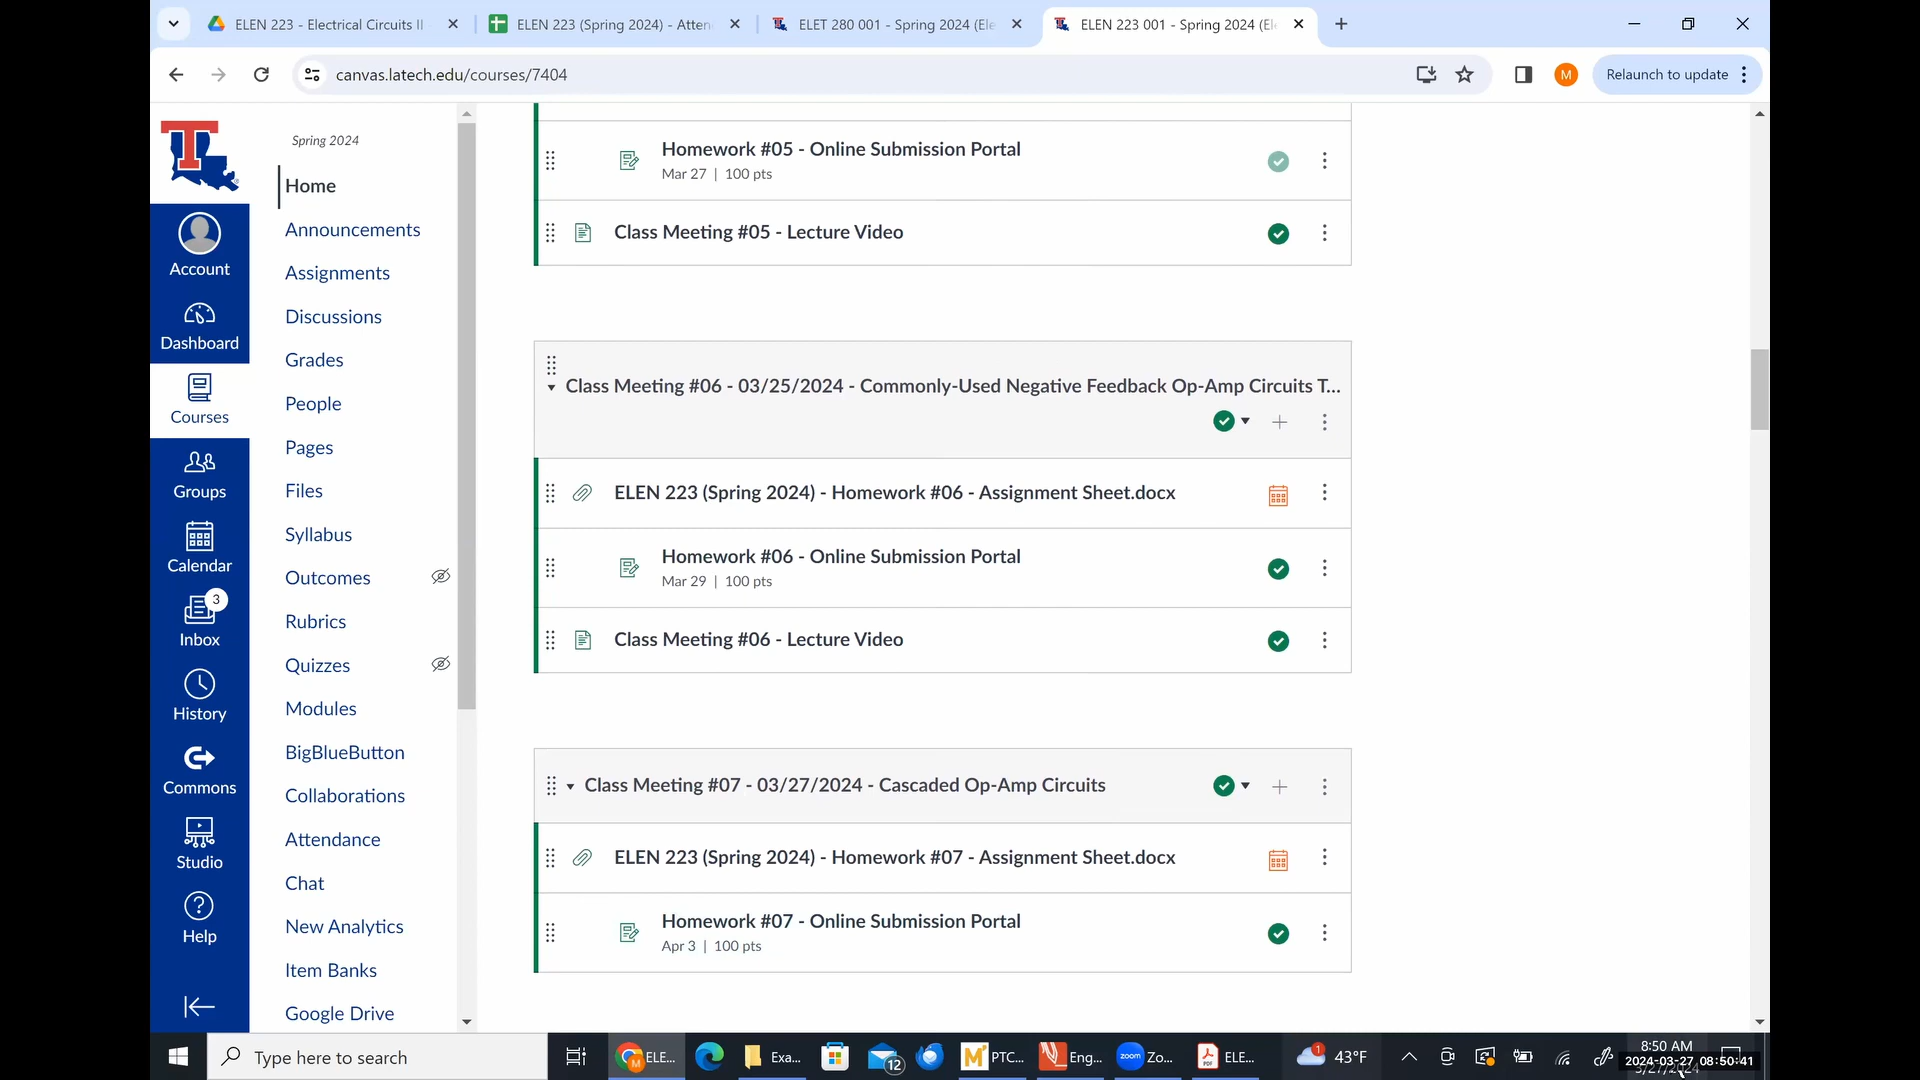 ELEN 223 - Electrical Circuits II
ELEN 223 (Spring 2024) - Atten
ELET 280 001 - Spring 2024 (Ele
ELEN 223 001 - Spring 2024 (El
canvas.latech.edu/courses/7404
M
Relaunch to update
Spring 2024
Home
Announcements
Assignments
Discussions
Grades
People
Pages
Files
Syllabus
Outcomes
Rubrics
Quizzes
Modules
BigBlueButton
Collaborations
Attendance
Chat
New Analytics
Item Banks
Google Drive
Account
Dashboard
Courses
Groups
Calendar
3
Inbox
History
Commons
Studio
Help
Homework #05 - Online Submission Portal
Mar 27 | 100 pts
Class Meeting #05 - Lecture Video
Class Meeting #06 - 03/25/2024 - Commonly-Used Negative Feedback Op-Amp Circuits T...
ELEN 223 (Spring 2024) - Homework #06 - Assignment Sheet.docx
Homework #06 - Online Submission Portal
Mar 29 | 100 pts
Class Meeting #06 - Lecture Video
Class Meeting #07 - 03/27/2024 - Cascaded Op-Amp Circuits
ELEN 223 (Spring 2024) - Homework #07 - Assignment Sheet.docx
Homework #07 - Online Submission Portal
Apr 3 | 100 pts
Type here to search
ELE...
Exa...
12
PTC...
Eng...
zoom
Zo...
ELE...
1
43°F
8:50 AM
2024-03-27 08:50:41
3/27/2024